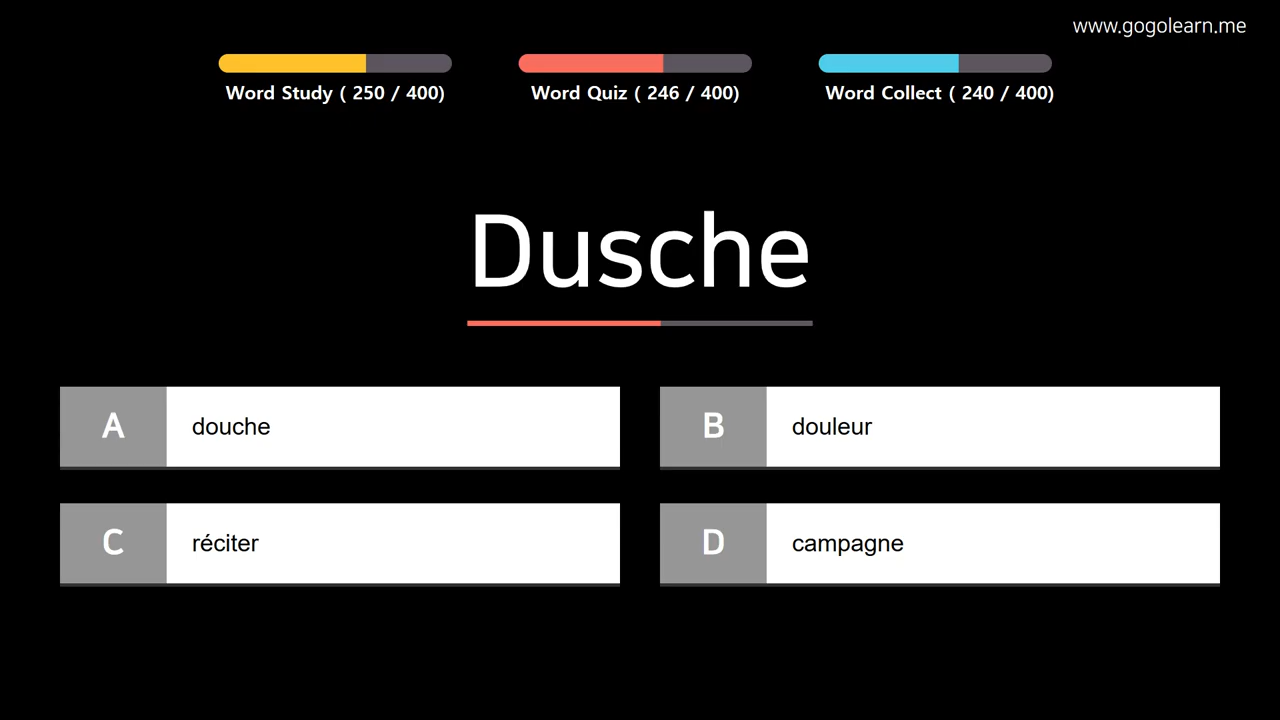 www.gogolearn.me
Word Study ( 250 / 400)
Word Quiz ( 246 / 400)
Word Collect ( 240 / 400)
Dusche
A douche
B douleur
C réciter
D campagne